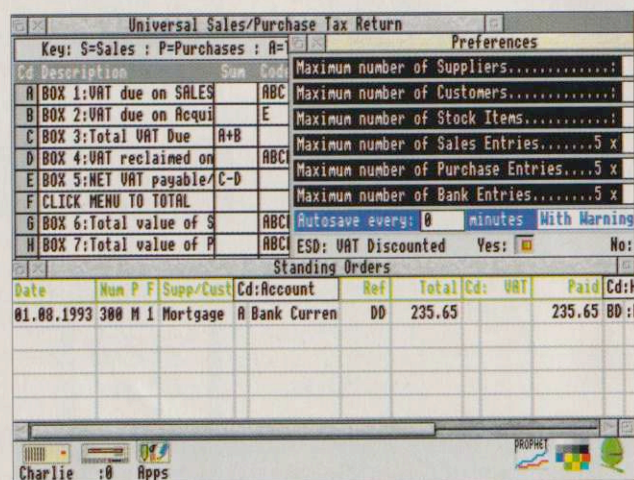 Universal Sales/Purchase Tax Return
Key: S=Sales : P=Purchases : A=
Cd Description Sum Code
A BOX 1:VAT due on SALES ABC
B BOX 2:VAT due on Acqui E
C BOX 3:Total VAT Due A+B
D BOX 4:VAT reclaimed on ABC
E BOX 5:NET VAT payable/ C-D
F CLICK MENU TO TOTAL
G BOX 6:Total value of S ABC
H BOX 7:Total value of P ABC
Preferences
Maximum number of Suppliers.............:
Maximum number of Customers.............:
Maximum number of Stock Items...........:
Maximum number of Sales Entries.......5 x
Maximum number of Purchase Entries....5 x
Maximum number of Bank Entries........5 x
Autosave every: 0 minutes With Warning
ESD: VAT Discounted Yes: No:
Standing Orders
Date Num P F Supp/Cust Cd:Account Ref Total Cd: VAT Paid Cd:
01.08.1993 300 M 1 Mortgage A Bank Curren DD 235.65 235.65 BD :
PROPHET
Charlie :0 Apps